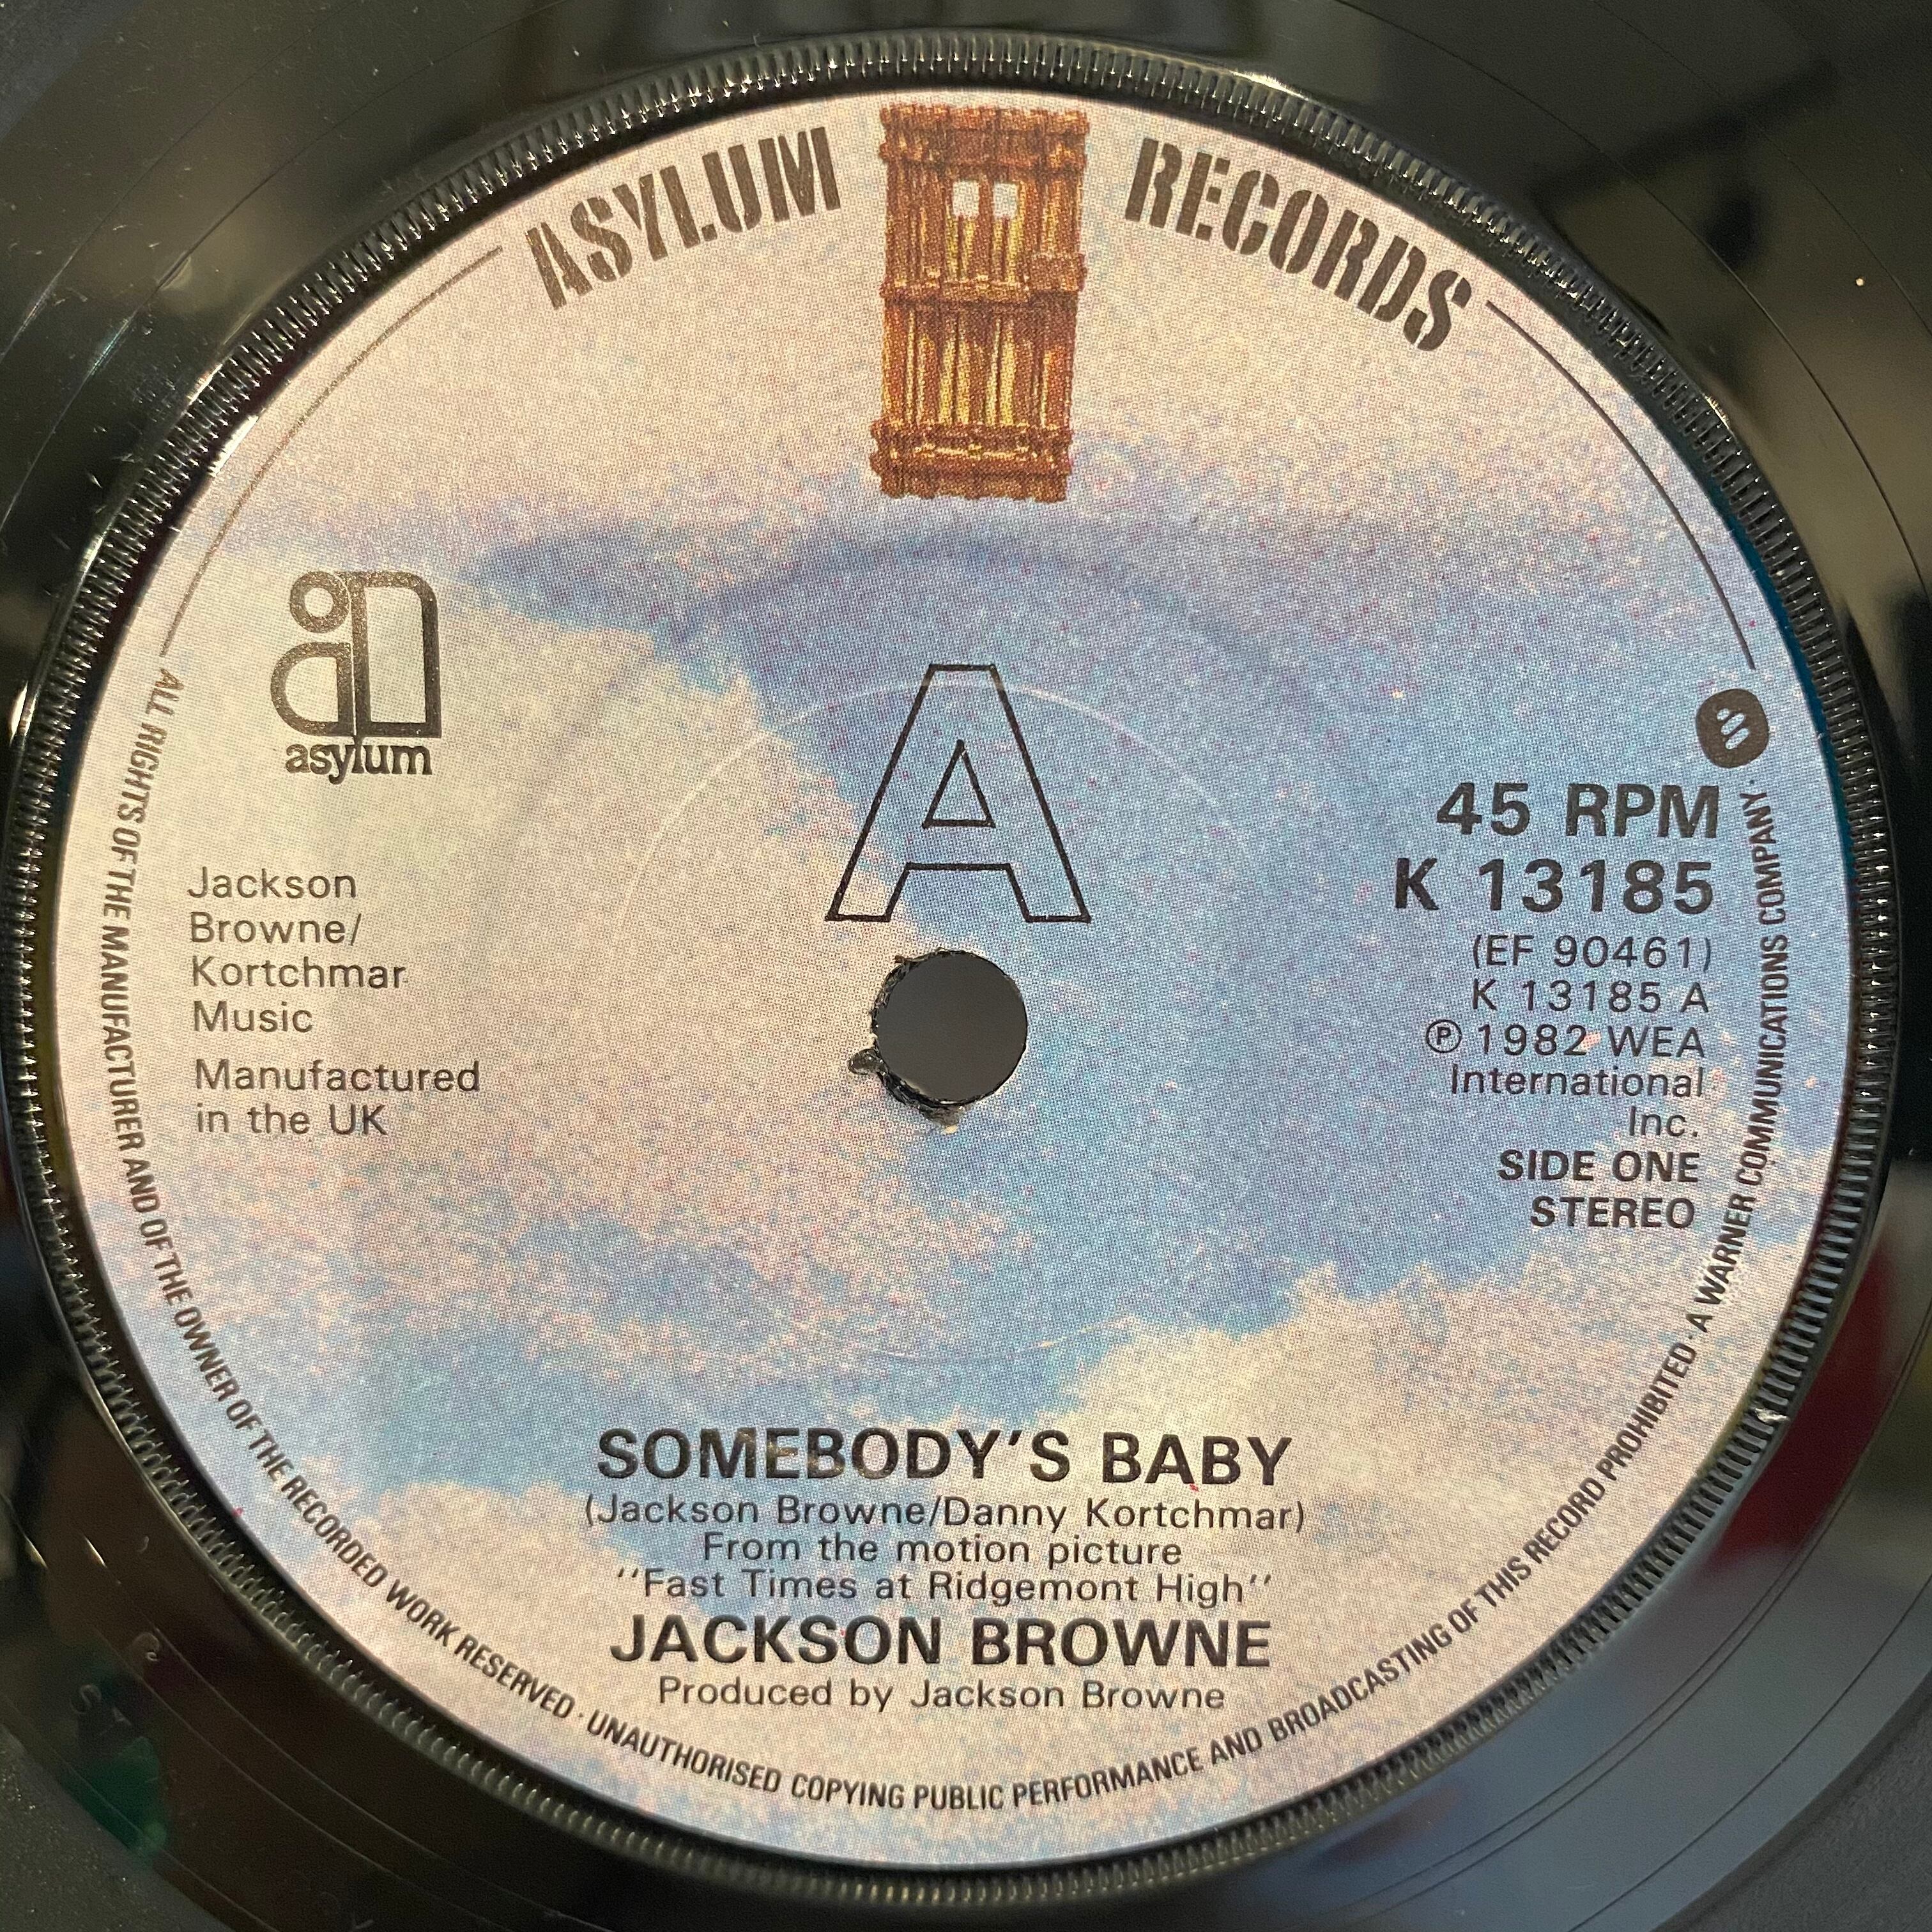 ASYLUM RECORDS
asylum
A
45 RPM
K 13185
(EF 90461)
K 13185 A
℗ 1982 WEA
International
Inc.
SIDE ONE
STEREO
Jackson
Browne/
Kortchmar
Music
Manufactured
in the UK
SOMEBODY'S BABY
(Jackson Browne/Danny Kortchmar)
From the motion picture
''Fast Times at Ridgemont High''
JACKSON BROWNE
Produced by Jackson Browne
ALL RIGHTS OF THE MANUFACTURER AND OF THE OWNER OF THE RECORDED WORK RESERVED · UNAUTHORISED COPYING PUBLIC PERFORMANCE AND BROADCASTING OF THIS RECORD PROHIBITED · A WARNER COMMUNICATIONS COMPANY ·